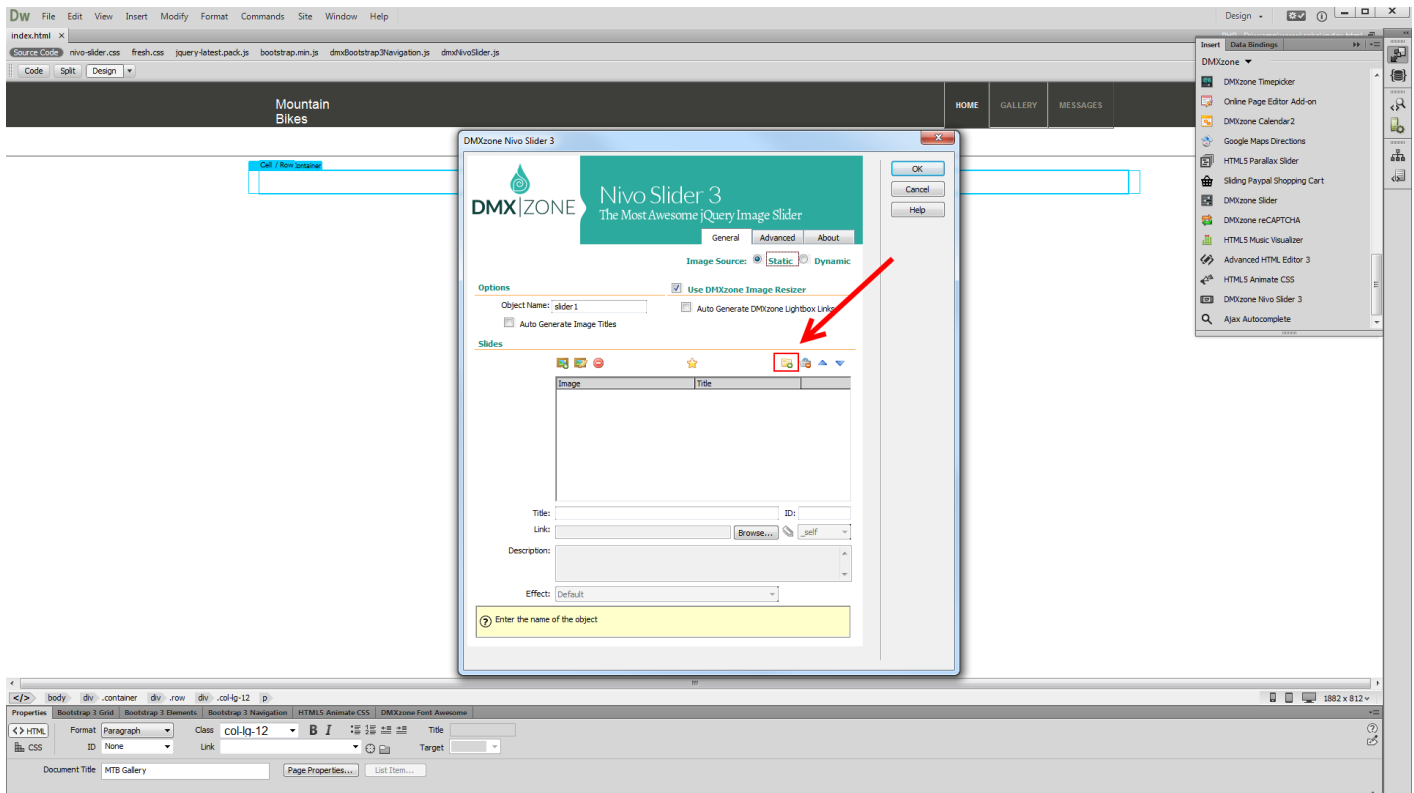 Dw File Edit View Insert Modify Format Commands Site Window Help Design
index.html ×
Source Code nivo-slider.css fresh.css jquery-latest.pack.js bootstrap.min.js dmxBootstrap3Navigation.js dmxNivoSlider.js
Code Split Design
Insert Data Bindings
DMXzone
DMXzone Timepicker
Online Page Editor Add-on
DMXzone Calendar2
Google Maps Directions
HTML5 Parallax Slider
Sliding Paypal Shopping Cart
DMXzone Slider
DMXzone reCAPTCHA
HTML5 Music Visualizer
Advanced HTML Editor 3
HTML5 Animate CSS
DMXzone Nivo Slider 3
Ajax Autocomplete
Mountain
Bikes
HOME GALLERY MESSAGES
Cell / Row
DMXzone Nivo Slider 3
DMX|ZONE
Nivo Slider 3
The Most Awesome jQuery Image Slider
General Advanced About
OK
Cancel
Help
Image Source: Static Dynamic
Options
Use DMXzone Image Resizer
Object Name: slider1
Auto Generate DMXzone Lightbox Links
Auto Generate Image Titles
Slides
Image Title
Title: ID:
Link: Browse... _self
Description:
Effect: Default
? Enter the name of the object
</> body div .container div .row div .col-lg-12 p 1882 x 812
Properties Bootstrap 3 Grid Bootstrap 3 Elements Bootstrap 3 Navigation HTML5 Animate CSS DMXzone Font Awesome
<> HTML Format Paragraph Class col-lg-12 B I Title
CSS ID None Link Target
Document Title MTB Gallery Page Properties... List Item...